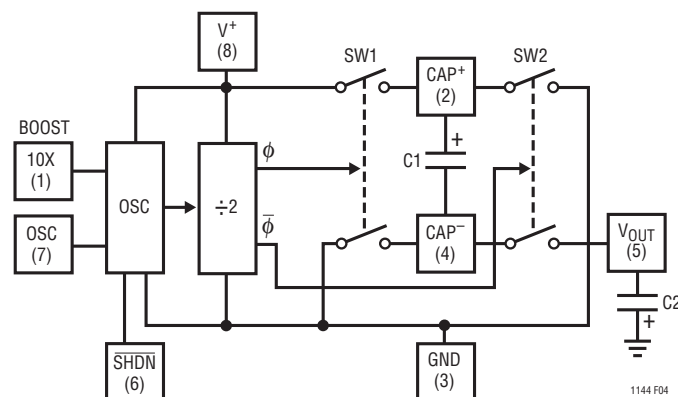 V+
(8)
SW1
CAP+
(2)
SW2
BOOST
10X
(1)
OSC
(7)
OSC
÷2
ϕ
ϕ̅
+
C1
CAP−
(4)
VOUT
(5)
C2
+
S̅H̅D̅N̅
(6)
GND
(3)
1144 F04